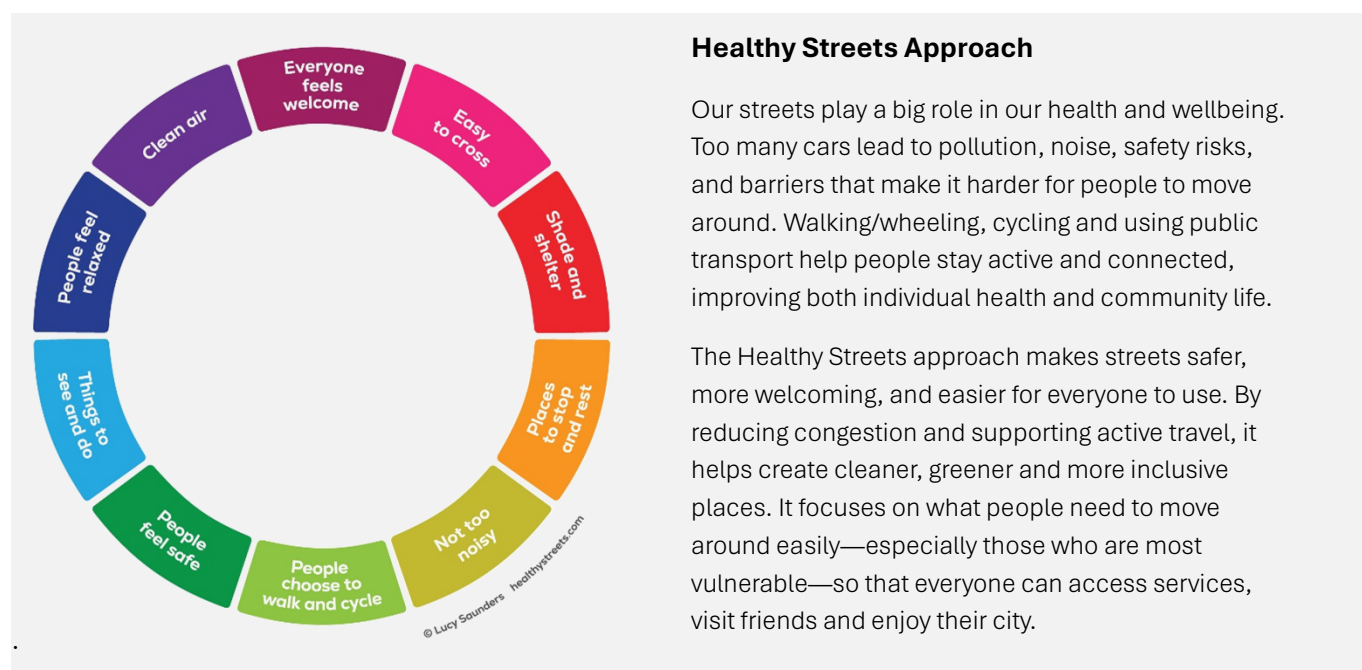 Everyone
feels
welcome
Easy
to cross
Shade and
shelter
Places
to stop
and rest
Not too
noisy
People
choose to
walk and cycle
People
feel safe
Things to
see and do
People feel
relaxed
Clean air
© Lucy Saunders healthystreets.com
.
Healthy Streets Approach
Our streets play a big role in our health and wellbeing.
Too many cars lead to pollution, noise, safety risks,
and barriers that make it harder for people to move
around. Walking/wheeling, cycling and using public
transport help people stay active and connected,
improving both individual health and community life.
The Healthy Streets approach makes streets safer,
more welcoming, and easier for everyone to use. By
reducing congestion and supporting active travel, it
helps create cleaner, greener and more inclusive
places. It focuses on what people need to move
around easily—especially those who are most
vulnerable—so that everyone can access services,
visit friends and enjoy their city.